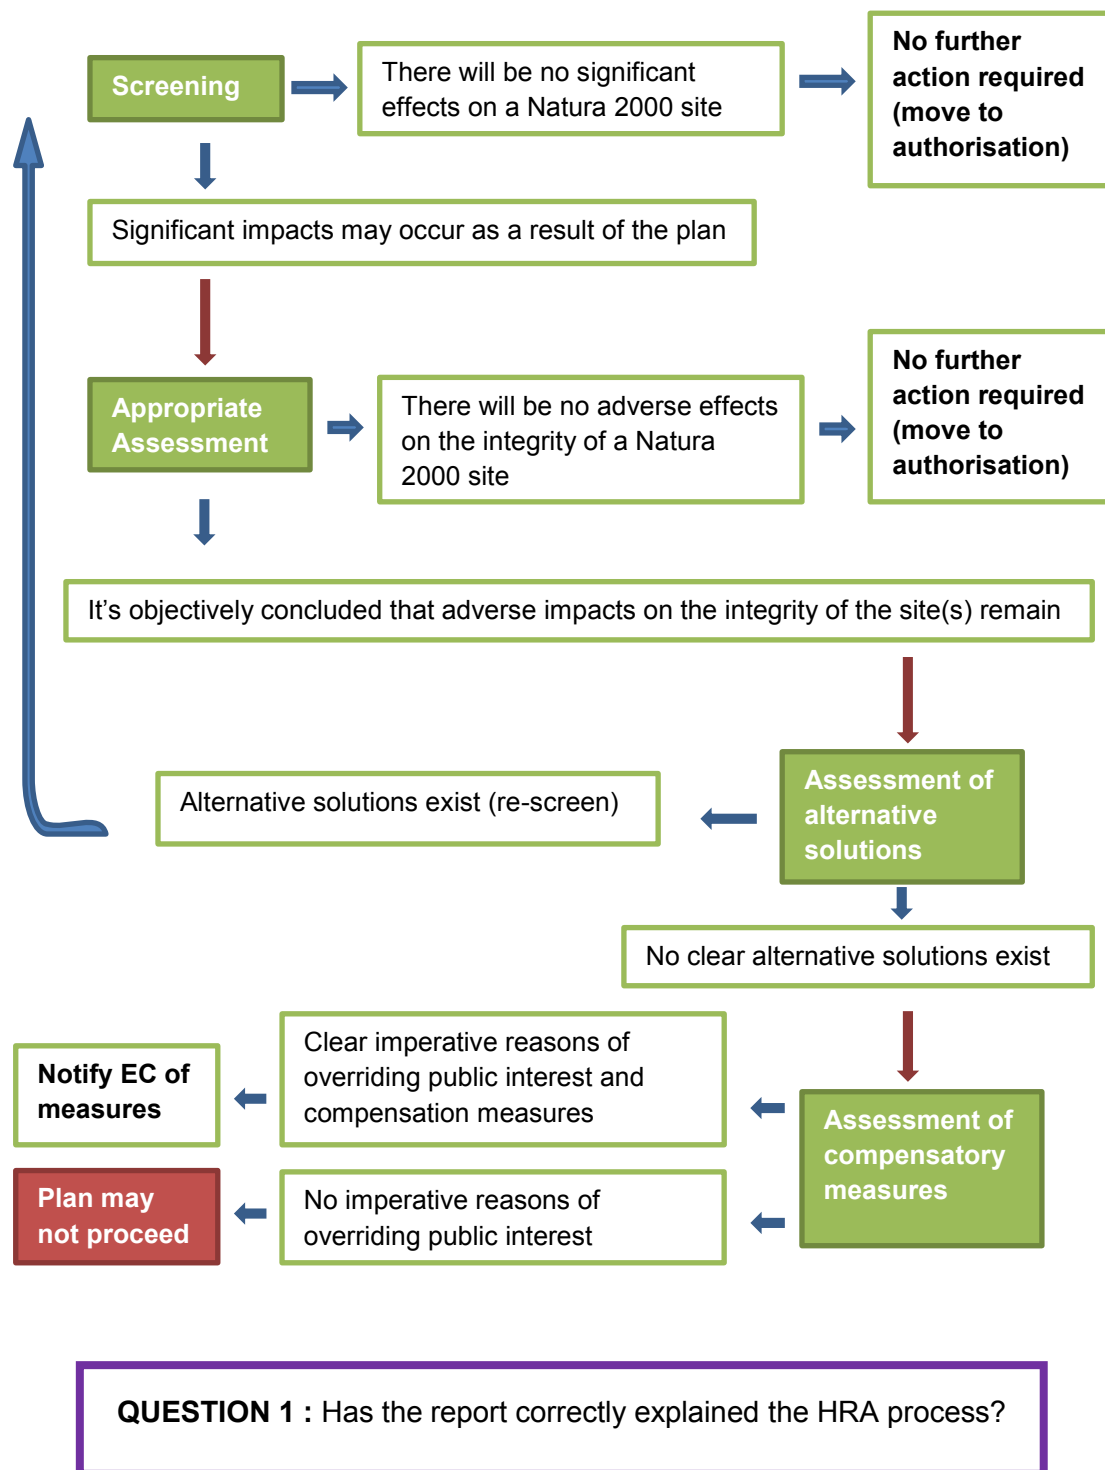 Screening
There will be no significant
effects on a Natura 2000 site
No further
action required
(move to
authorisation)
Significant impacts may occur as a result of the plan
Appropriate
Assessment
There will be no adverse effects
on the integrity of a Natura
2000 site
No further
action required
(move to
authorisation)
It’s objectively concluded that adverse impacts on the integrity of the site(s) remain
Assessment of
alternative
solutions
Alternative solutions exist (re-screen)
No clear alternative solutions exist
Assessment of
compensatory
measures
Clear imperative reasons of
overriding public interest and
compensation measures
Notify EC of
measures
No imperative reasons of
overriding public interest
Plan may
not proceed
QUESTION 1 : Has the report correctly explained the HRA process?